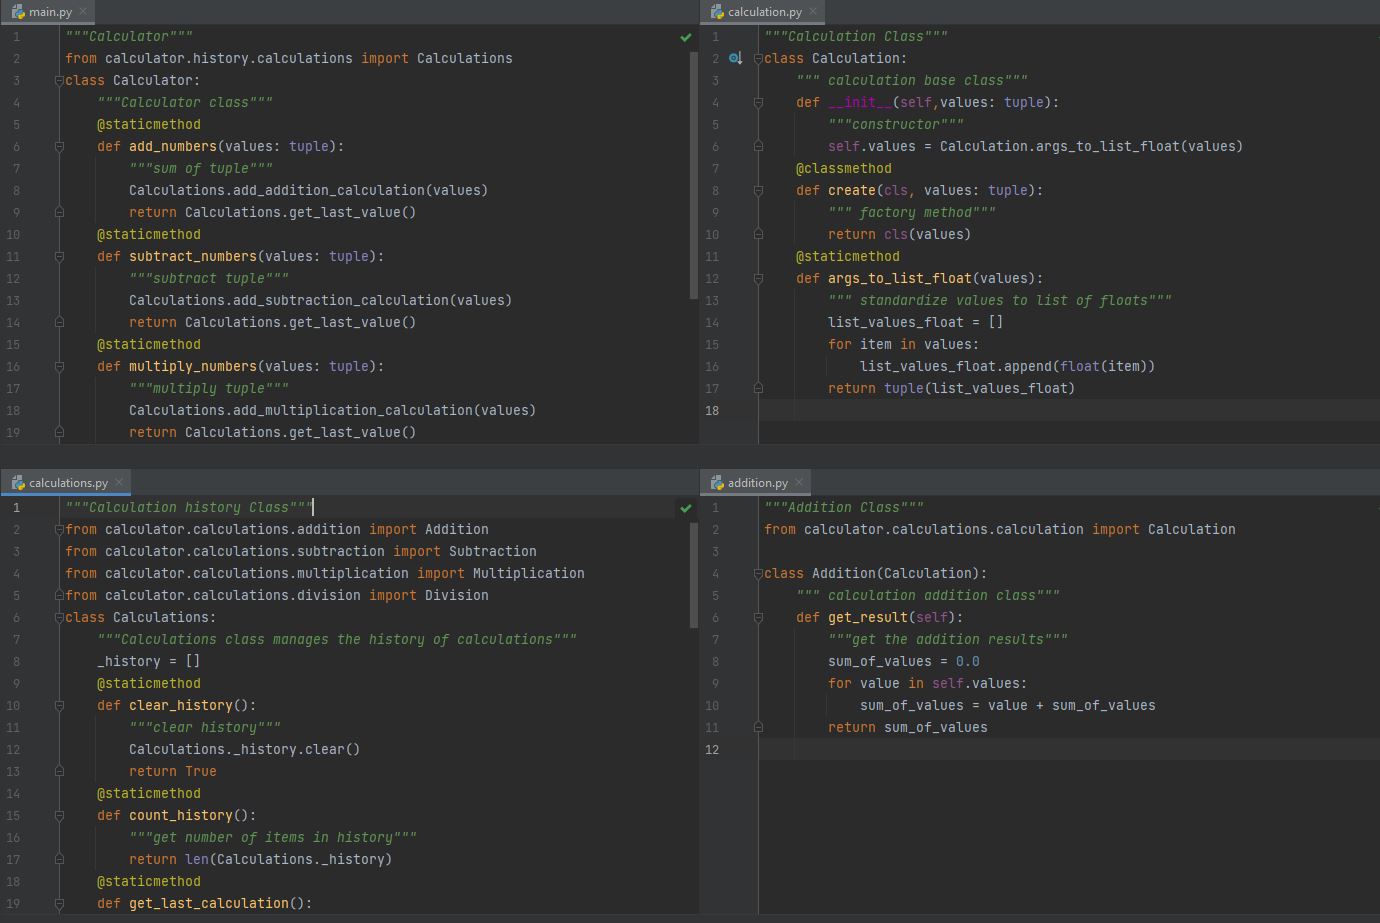 main.py
1 """Calculator"""
2 from calculator.history.calculations import Calculations
3 class Calculator:
4     """Calculator class"""
5     @staticmethod
6     def add_numbers(values: tuple):
7         """sum of tuple"""
8         Calculations.add_addition_calculation(values)
9         return Calculations.get_last_value()
10     @staticmethod
11     def subtract_numbers(values: tuple):
12         """subtract tuple"""
13         Calculations.add_subtraction_calculation(values)
14         return Calculations.get_last_value()
15     @staticmethod
16     def multiply_numbers(values: tuple):
17         """multiply tuple"""
18         Calculations.add_multiplication_calculation(values)
19         return Calculations.get_last_value()
calculation.py
1 """Calculation Class"""
2 class Calculation:
3     """ calculation base class"""
4     def __init__(self,values: tuple):
5         """constructor"""
6         self.values = Calculation.args_to_list_float(values)
7     @classmethod
8     def create(cls, values: tuple):
9         """ factory method"""
10         return cls(values)
11     @staticmethod
12     def args_to_list_float(values):
13         """ standardize values to list of floats"""
14         list_values_float = []
15         for item in values:
16             list_values_float.append(float(item))
17         return tuple(list_values_float)
18
calculations.py
1 """Calculation history Class"""
2 from calculator.calculations.addition import Addition
3 from calculator.calculations.subtraction import Subtraction
4 from calculator.calculations.multiplication import Multiplication
5 from calculator.calculations.division import Division
6 class Calculations:
7     """Calculations class manages the history of calculations"""
8     _history = []
9     @staticmethod
10     def clear_history():
11         """clear history"""
12         Calculations._history.clear()
13         return True
14     @staticmethod
15     def count_history():
16         """get number of items in history"""
17         return len(Calculations._history)
18     @staticmethod
19     def get_last_calculation():
addition.py
1 """Addition Class"""
2 from calculator.calculations.calculation import Calculation
3
4 class Addition(Calculation):
5     """ calculation addition class"""
6     def get_result(self):
7         """get the addition results"""
8         sum_of_values = 0.0
9         for value in self.values:
10             sum_of_values = value + sum_of_values
11         return sum_of_values
12